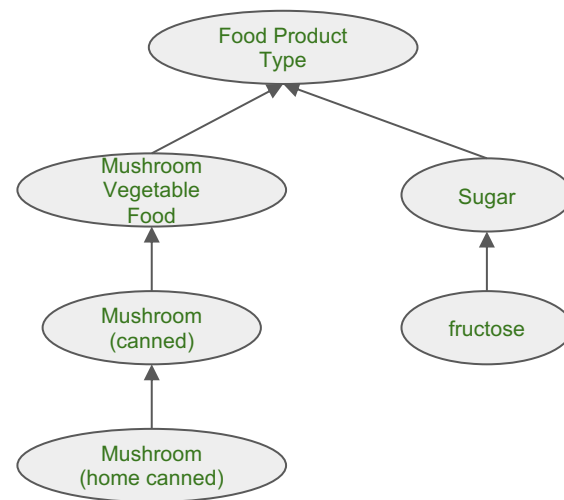 Food Product
Type
Mushroom
Vegetable
Food
Sugar
Mushroom
(canned)
fructose
Mushroom
(home canned)